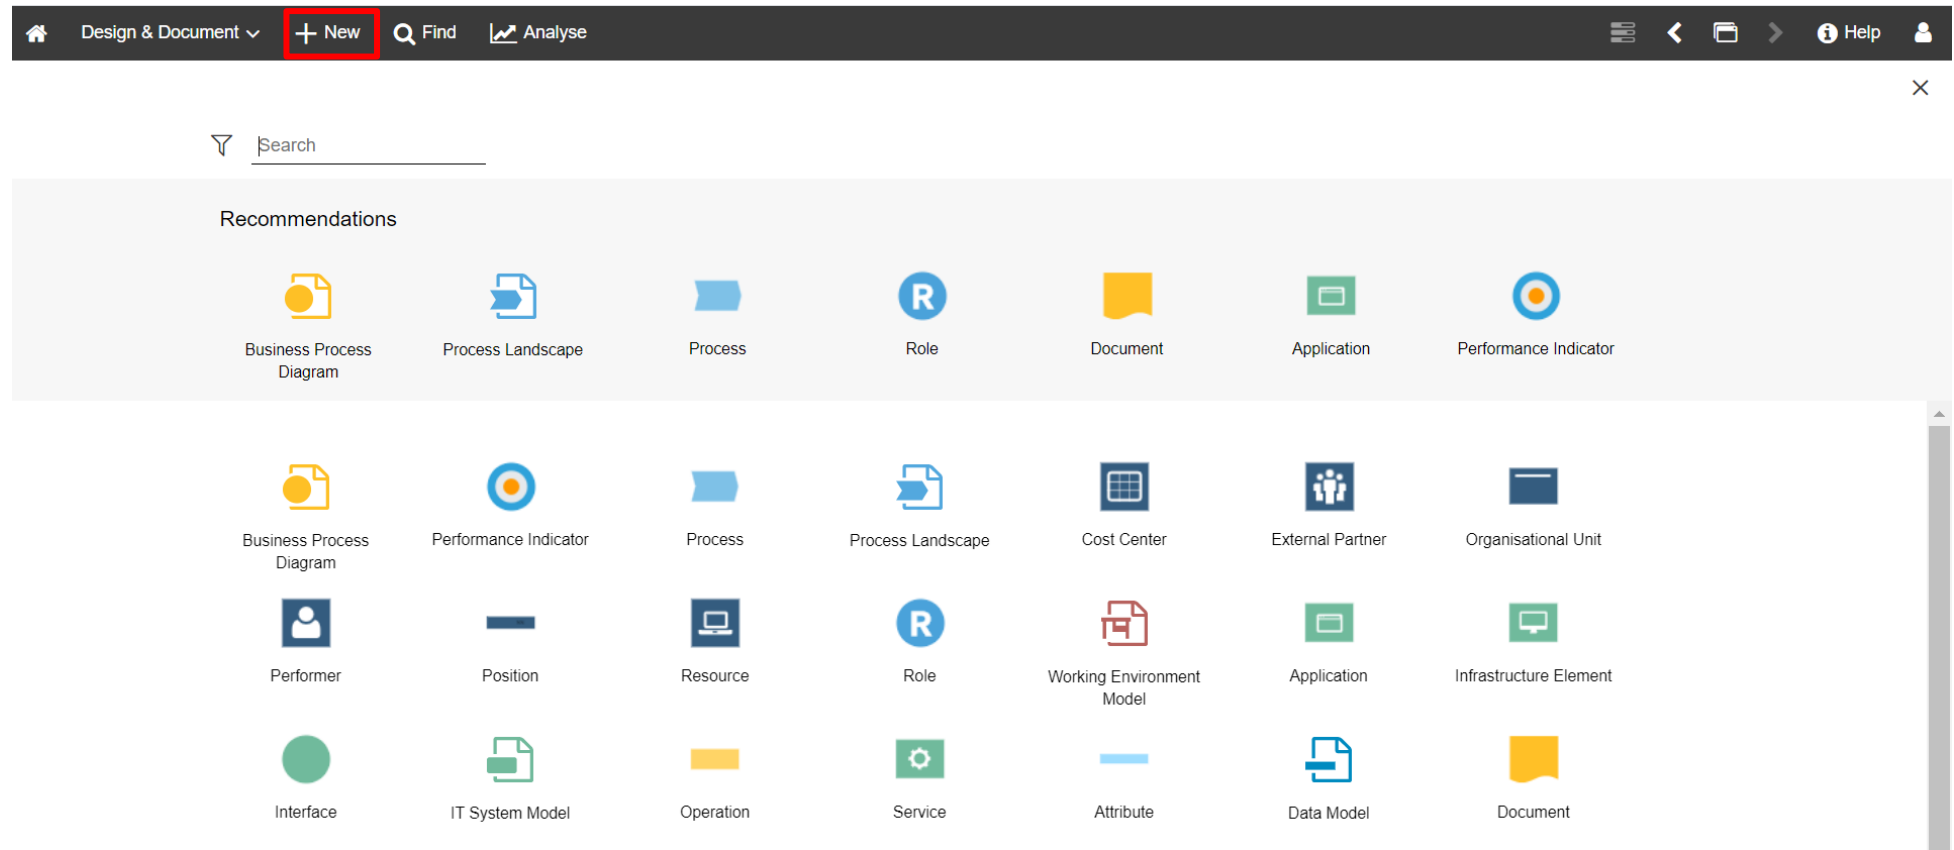 Design & Document
New
Find
Analyse
Help
Search
Recommendations
Business Process
Diagram
Process Landscape
Process
R
Role
Document
Application
Performance Indicator
Business Process
Diagram
Performance Indicator
Process
Process Landscape
Cost Center
External Partner
Organisational Unit
Performer
Position
Resource
R
Role
Working Environment
Model
Application
Infrastructure Element
Interface
IT System Model
Operation
Service
Attribute
Data Model
Document